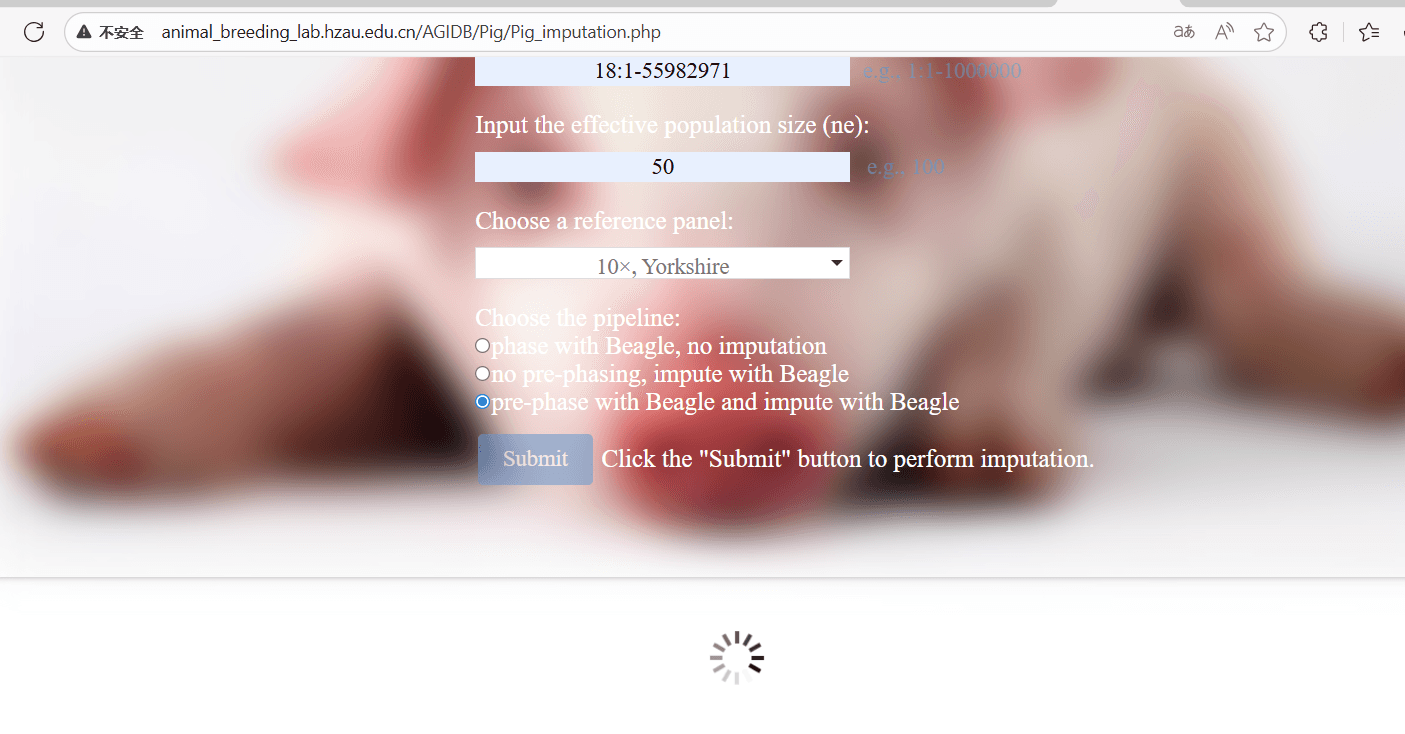 不安全 animal_breeding_lab.hzau.edu.cn/AGIDB/Pig/Pig_imputation.php
18:1-55982971 e.g., 1:1-1000000
Input the effective population size (ne):
50 e.g., 100
Choose a reference panel:
10×, Yorkshire
Choose the pipeline:
phase with Beagle, no imputation
no pre-phasing, impute with Beagle
pre-phase with Beagle and impute with Beagle
Submit Click the "Submit" button to perform imputation.